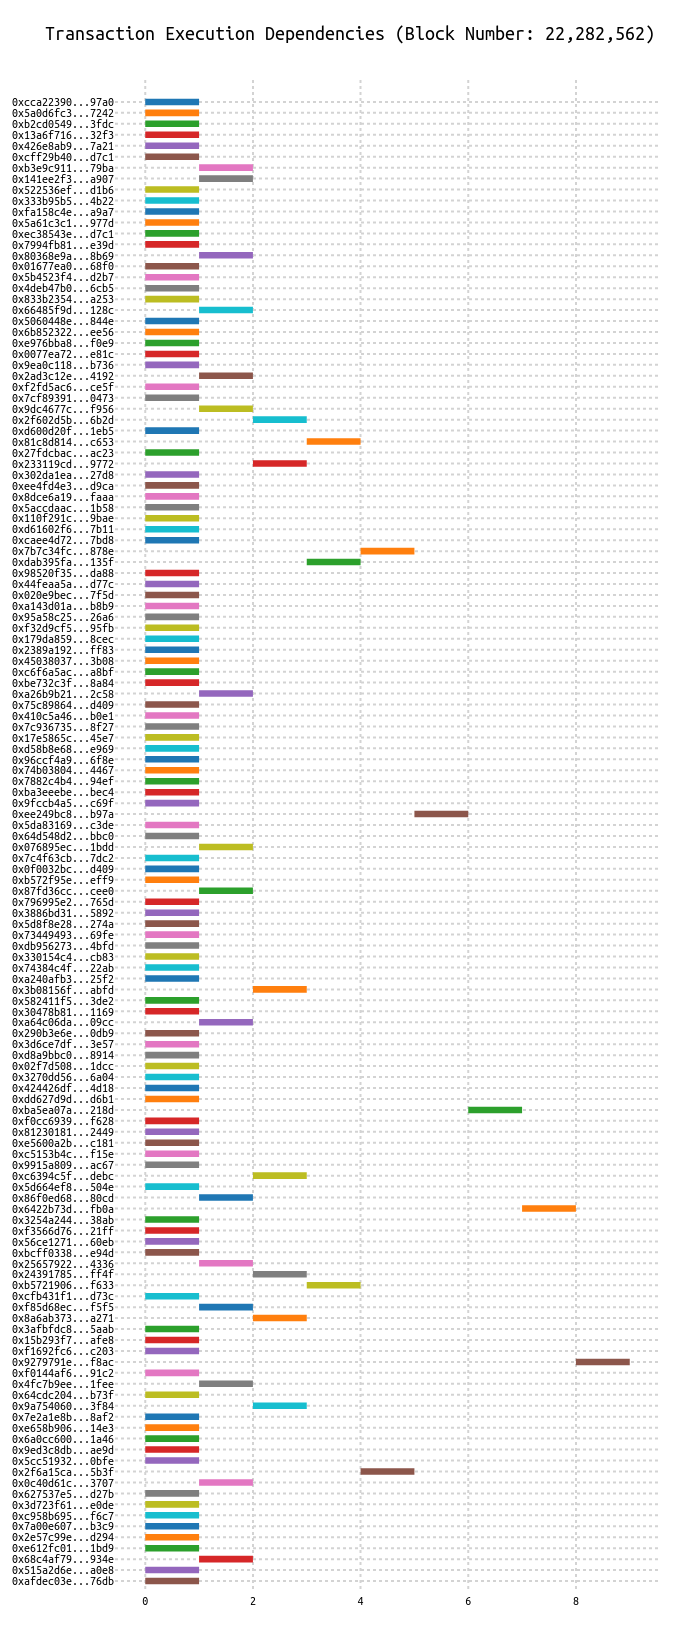 Transaction Execution Dependencies (Block Number: 22,282,562)
0xcca22390...97a0
0x5a0d6fc3...7242
0xb2cd0549...3fdc
0x13a6f716...32f3
0x426e8ab9...7a21
0xcff29b40...d7c1
0xb3e9c911...79ba
0x141ee2f3...a907
0x522536ef...d1b6
0x333b95b5...4b22
0xfa158c4e...a9a7
0x5a61c3c1...977d
0xec38543e...d7c1
0x7994fb81...e39d
0x80368e9a...8b69
0x01677ea0...68f0
0x5b4523f4...d2b7
0x4deb47b0...6cb5
0x833b2354...a253
0x66485f9d...128c
0x5060448e...844e
0x6b852322...ee56
0xe976bba8...f0e9
0x0077ea72...e81c
0x9ea0c118...b736
0x2ad3c12e...4192
0xf2fd5ac6...ce5f
0x7cf89391...0473
0x9dc4677c...f956
0x2f602d5b...6b2d
0xd600d20f...1eb5
0x81c8d814...c653
0x27fdcbac...ac23
0x233119cd...9772
0x302da1ea...27d8
0xee4fd4e3...d9ca
0x8dce6a19...faaa
0x5accdaac...1b58
0x110f291c...9bae
0xd61602f6...7b11
0xcaee4d72...7bd8
0x7b7c34fc...878e
0xdab395fa...135f
0x98520f35...da88
0x44feaa5a...d77c
0x020e9bec...7f5d
0xa143d01a...b8b9
0x95a58c25...26a6
0xf32d9cf5...95fb
0x179da859...8cec
0x2389a192...ff83
0x45038037...3b08
0xc6f6a5ac...a8bf
0xbe732c3f...8a84
0xa26b9b21...2c58
0x75c89864...d409
0x410c5a46...b0e1
0x7c936735...8f27
0x17e5865c...45e7
0xd58b8e68...e969
0x96ccf4a9...6f8e
0x74b03804...4467
0x7882c4b4...94ef
0xba3eeebe...bec4
0x9fccb4a5...c69f
0xee249bc8...b97a
0x5da83169...c3de
0x64d548d2...bbc0
0x076895ec...1bdd
0x7c4f63cb...7dc2
0x0f0032bc...d409
0xb572f95e...eff9
0x87fd36cc...cee0
0x796995e2...765d
0x3886bd31...5892
0x5d8f8e28...274a
0x73449493...69fe
0xdb956273...4bfd
0x330154c4...cb83
0x74384c4f...22ab
0xa240afb3...25f2
0x3b08156f...abfd
0x582411f5...3de2
0x30478b81...1169
0xa64c06da...09cc
0x290b3e6e...0db9
0x3d6ce7df...3e57
0xd8a9bbc0...8914
0x02f7d508...1dcc
0x3270dd56...6a04
0x424426df...4d18
0xdd627d9d...d6b1
0xba5ea07a...218d
0xf0cc6939...f628
0x81230181...2449
0xe5600a2b...c181
0xc5153b4c...f15e
0x9915a809...ac67
0xc6394c5f...debc
0x5d664ef8...504e
0x86f0ed68...80cd
0x6422b73d...fb0a
0x3254a244...38ab
0xf3566d76...21ff
0x56ce1271...60eb
0xbcff0338...e94d
0x25657922...4336
0x24391785...ff4f
0xb5721906...f633
0xcfb431f1...d73c
0xf85d68ec...f5f5
0x8a6ab373...a271
0x3afbfdc8...5aab
0x15b293f7...afe8
0xf1692fc6...c203
0x9279791e...f8ac
0xf0144af6...91c2
0x4fc7b9ee...1fee
0x64cdc204...b73f
0x9a754060...3f84
0x7e2a1e8b...8af2
0xe658b906...14e3
0x6a0cc600...1a46
0x9ed3c8db...ae9d
0x5cc51932...0bfe
0x2f6a15ca...5b3f
0x0c40d61c...3707
0x627537e5...d27b
0x3d723f61...e0de
0xc958b695...f6c7
0x7a00e607...b3c9
0x2e57c99e...d294
0xe612fc01...1bd9
0x68c4af79...934e
0x515a2d6e...a0e8
0xafdec03e...76db
0 2 4 6 8